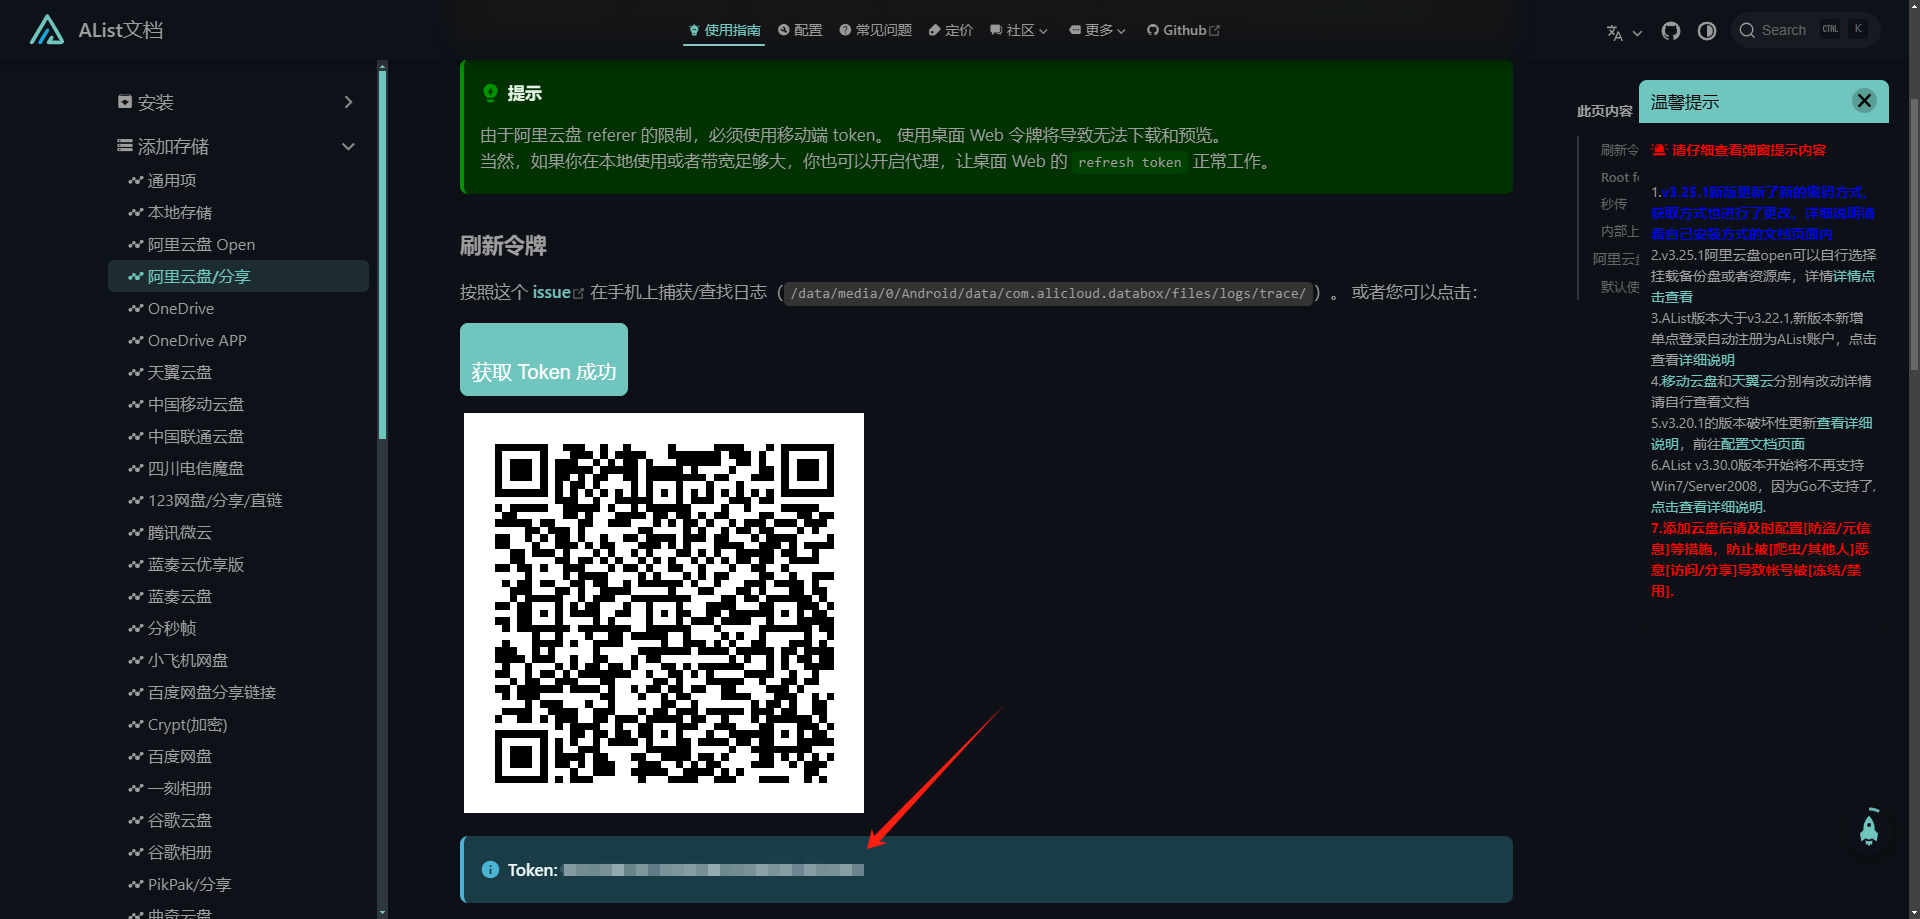 AList文档
使用指南
配置
常见问题
定价
社区
更多
Github
Search
CTRL
K
安装
添加存储
通用项
本地存储
阿里云盘 Open
阿里云盘/分享
OneDrive
OneDrive APP
天翼云盘
中国移动云盘
中国联通云盘
四川电信魔盘
123网盘/分享/直链
腾讯微云
蓝奏云优享版
蓝奏云盘
分秒帧
小飞机网盘
百度网盘分享链接
Crypt(加密)
百度网盘
一刻相册
谷歌云盘
谷歌相册
PikPak/分享
曲奇云盘
提示
由于阿里云盘 referer 的限制，必须使用移动端 token。 使用桌面 Web 令牌将导致无法下载和预览。
当然，如果你在本地使用或者带宽足够大，你也可以开启代理，让桌面 Web 的 refresh token 正常工作。
刷新令牌
按照这个 issue 在手机上捕获/查找日志（/data/media/0/Android/data/com.alicloud.databox/files/logs/trace/）。 或者您可以点击：
获取 Token 成功
Token:
此页内容
刷新令
Root f
秒传
内部上
阿里云盘
默认使
温馨提示
请仔细查看弹窗提示内容
1.v3.25.1新版更新了新的密码方式,
获取方式也进行了更改，详细说明请
看自己安装方式的文档页面内
2.v3.25.1阿里云盘open可以自行选择
挂载备份盘或者资源库，详情详情点
击查看
3.AList版本大于v3.22.1,新版本新增
单点登录自动注册为AList账户，点击
查看详细说明
4.移动云盘和天翼云分别有改动详情
请自行查看文档
5.v3.20.1的版本破坏性更新查看详细
说明，前往配置文档页面
6.AList v3.30.0版本开始将不再支持
Win7/Server2008，因为Go不支持了,
点击查看详细说明.
7.添加云盘后请及时配置[防盗/元信
息]等措施，防止被[爬虫/其他人]恶
意[访问/分享]导致帐号被[冻结/禁
用].